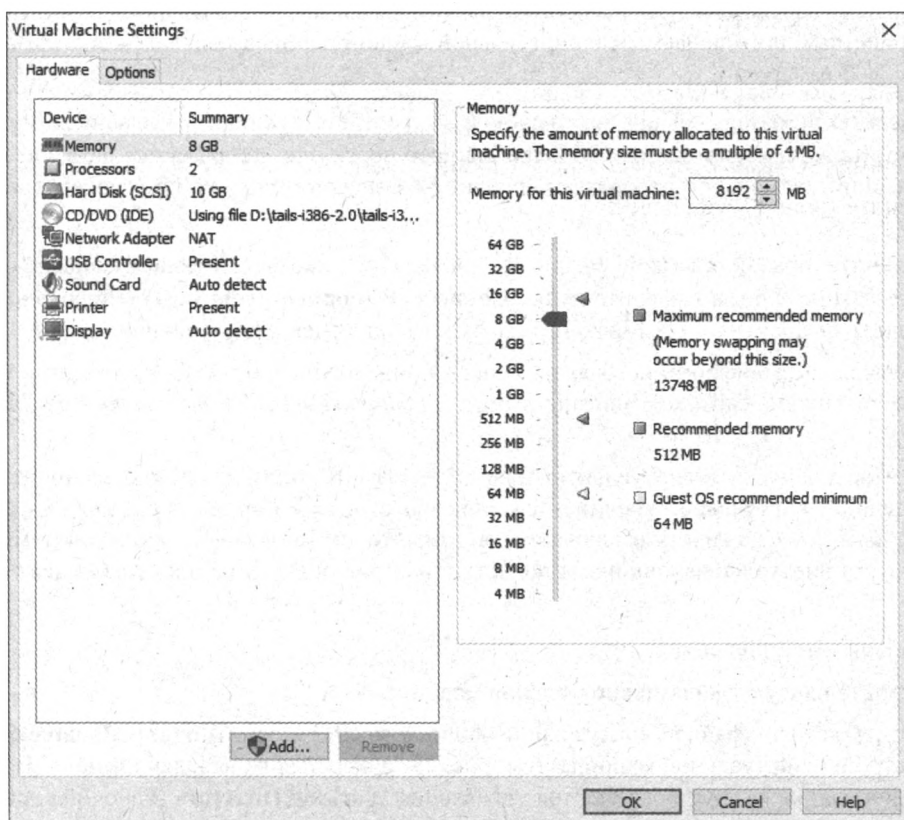 Virtual Machine Settings
Hardware Options
Device Summary
Memory 8 GB
Processors 2
Hard Disk (SCSI) 10 GB
CD/DVD (IDE) Using file D:\tails-i386-2.0\tails-i3...
Network Adapter NAT
USB Controller Present
Sound Card Auto detect
Printer Present
Display Auto detect
Add... Remove
Memory
Specify the amount of memory allocated to this virtual
machine. The memory size must be a multiple of 4 MB.
Memory for this virtual machine: 8192 MB
64 GB
32 GB
16 GB
8 GB
4 GB
2 GB
1 GB
512 MB
256 MB
128 MB
64 MB
32 MB
16 MB
8 MB
4 MB
Maximum recommended memory
(Memory swapping may
occur beyond this size.)
13748 MB
Recommended memory
512 MB
Guest OS recommended minimum
64 MB
OK Cancel Help